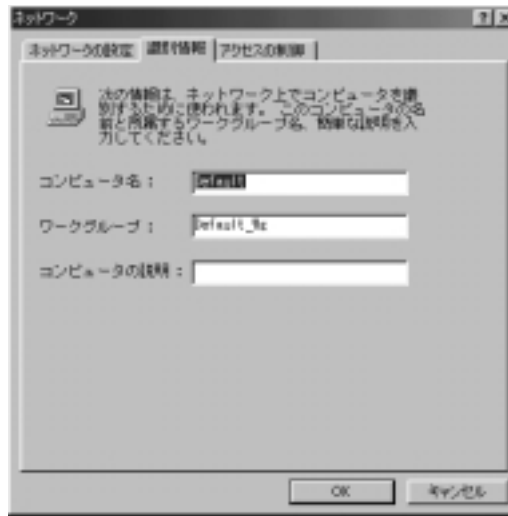 ネットワーク
ネットワークの設定 識別情報 アクセスの制御
次の情報は、ネットワーク上でコンピュータを識
別するために使われます。このコンピュータの名
前と所属するワークグループ名、簡単な説明を入
力してください。
コンピュータ名: Default
ワークグループ:
コンピュータの説明:
OK キャンセル